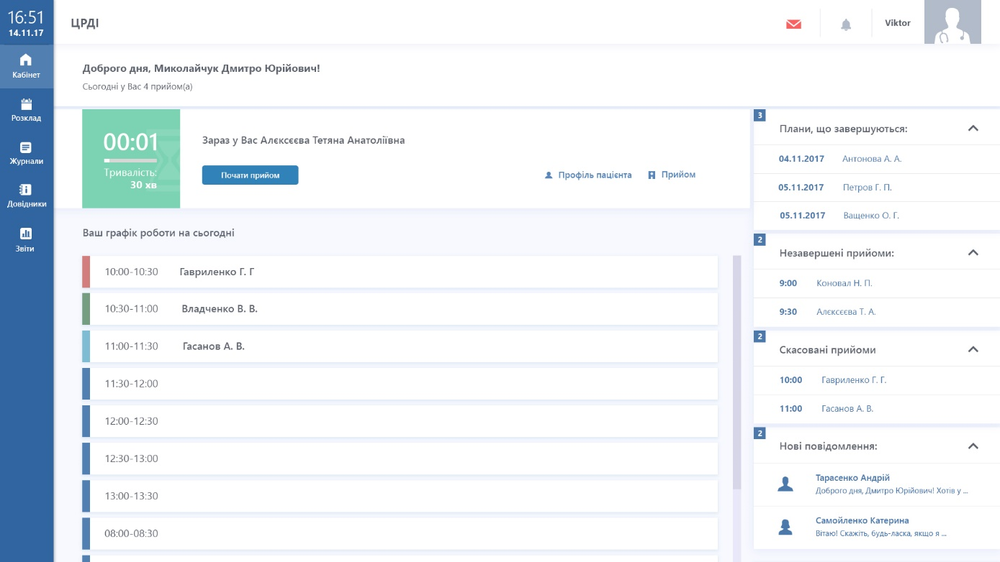 16:51
14.11.17
Кабінет
Розклад
Журнали
Довідники
Звіти
ЦРДІ
Viktor
Доброго дня, Миколайчук Дмитро Юрійович!
Сьогодні у Вас 4 прийом(а)
00:01
Тривалість:
30 хв
Зараз у Вас Алєксєєва Тетяна Анатоліївна
Почати прийом
Профіль пацієнта
Прийом
Ваш графік роботи на сьогодні
10:00-10:30 Гавриленко Г. Г
10:30-11:00 Владченко В. В.
11:00-11:30 Гасанов А. В.
11:30-12:00
12:00-12:30
12:30-13:00
13:00-13:30
08:00-08:30
3
Плани, що завершуються:
04.11.2017 Антонова А. А.
05.11.2017 Петров Г. П.
05.11.2017 Ващенко О. Г.
2
Незавершені прийоми:
9:00 Коновал Н. П.
9:30 Алєксєєва Т. А.
2
Скасовані прийоми
10:00 Гавриленко Г. Г.
11:00 Гасанов А. В.
2
Нові повідомлення:
Тарасенко Андрій
Доброго дня, Дмитро Юрійович! Хотів у ...
Самойленко Катерина
Вітаю! Скажіть, будь-ласка, якщо я ...